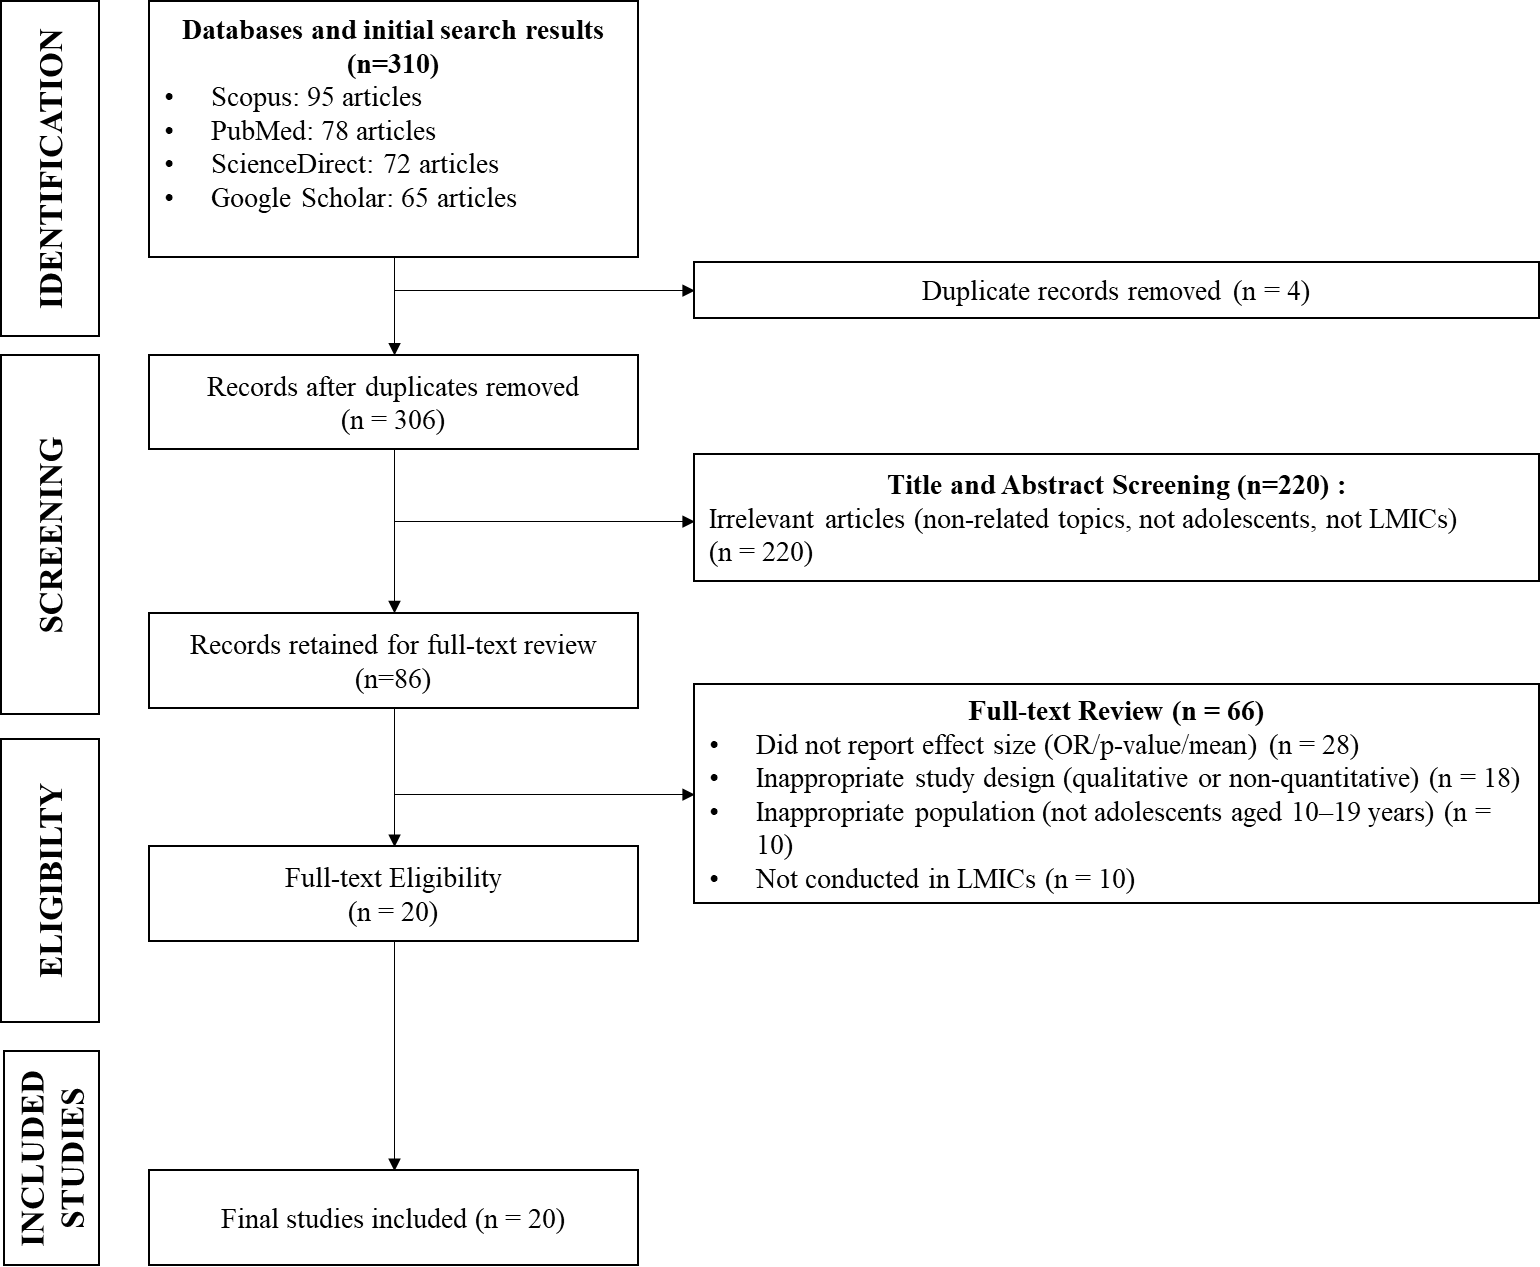 IDENTIFICATION
Databases and initial search results
(n=310)
• Scopus: 95 articles
• PubMed: 78 articles
• ScienceDirect: 72 articles
• Google Scholar: 65 articles
Duplicate records removed (n = 4)
SCREENING
Records after duplicates removed
(n = 306)
Title and Abstract Screening (n=220) :
Irrelevant articles (non-related topics, not adolescents, not LMICs)
(n = 220)
Records retained for full-text review
(n=86)
ELIGIBILTY
Full-text Review (n = 66)
• Did not report effect size (OR/p-value/mean) (n = 28)
• Inappropriate study design (qualitative or non-quantitative) (n = 18)
• Inappropriate population (not adolescents aged 10–19 years) (n =
10)
• Not conducted in LMICs (n = 10)
Full-text Eligibility
(n = 20)
INCLUDED
STUDIES
Final studies included (n = 20)